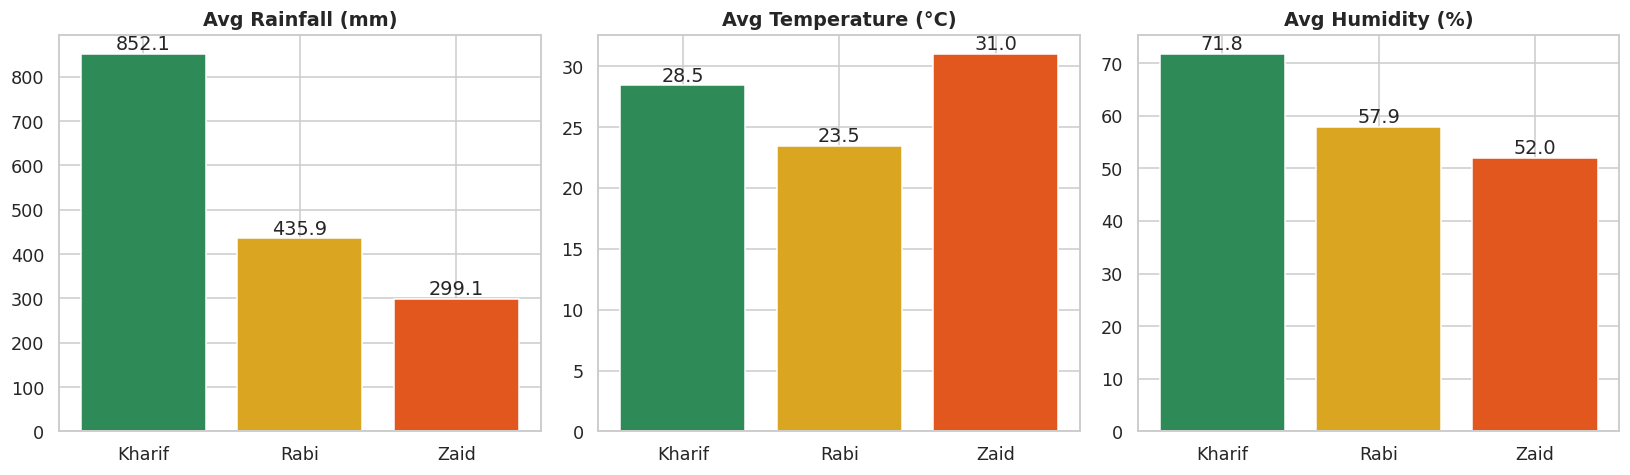 Avg Rainfall (mm)
852.1
435.9
299.1
800
700
600
500
400
300
200
100
0
Kharif
Rabi
Zaid
Avg Temperature (°C)
28.5
23.5
31.0
30
25
20
15
10
5
0
Kharif
Rabi
Zaid
Avg Humidity (%)
71.8
57.9
52.0
70
60
50
40
30
20
10
0
Kharif
Rabi
Zaid